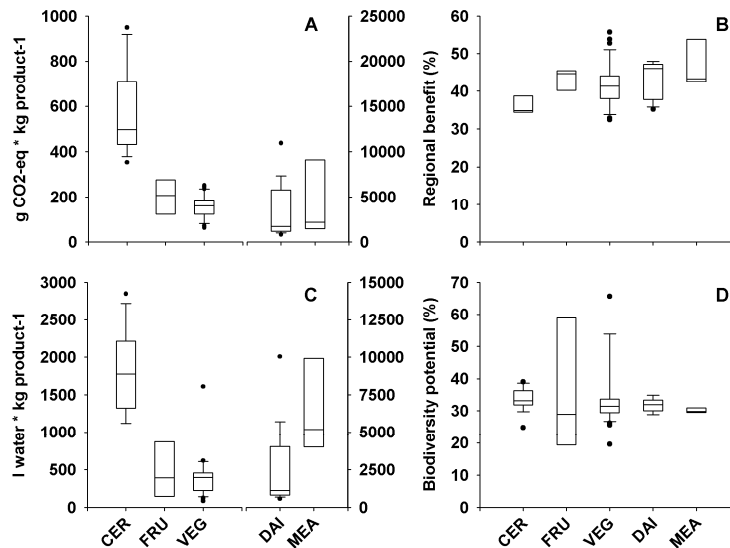 A
g CO2-eq * kg product-1
1000
800
600
400
200
0
25000
20000
15000
10000
5000
0
B
Regional benefit (%)
60
50
40
30
20
10
0
C
l water * kg product-1
3000
2500
2000
1500
1000
500
0
15000
12500
10000
7500
5000
2500
0
CER
FRU
VEG
DAI
MEA
D
Biodiversity potential (%)
70
60
50
40
30
20
10
0
CER
FRU
VEG
DAI
MEA